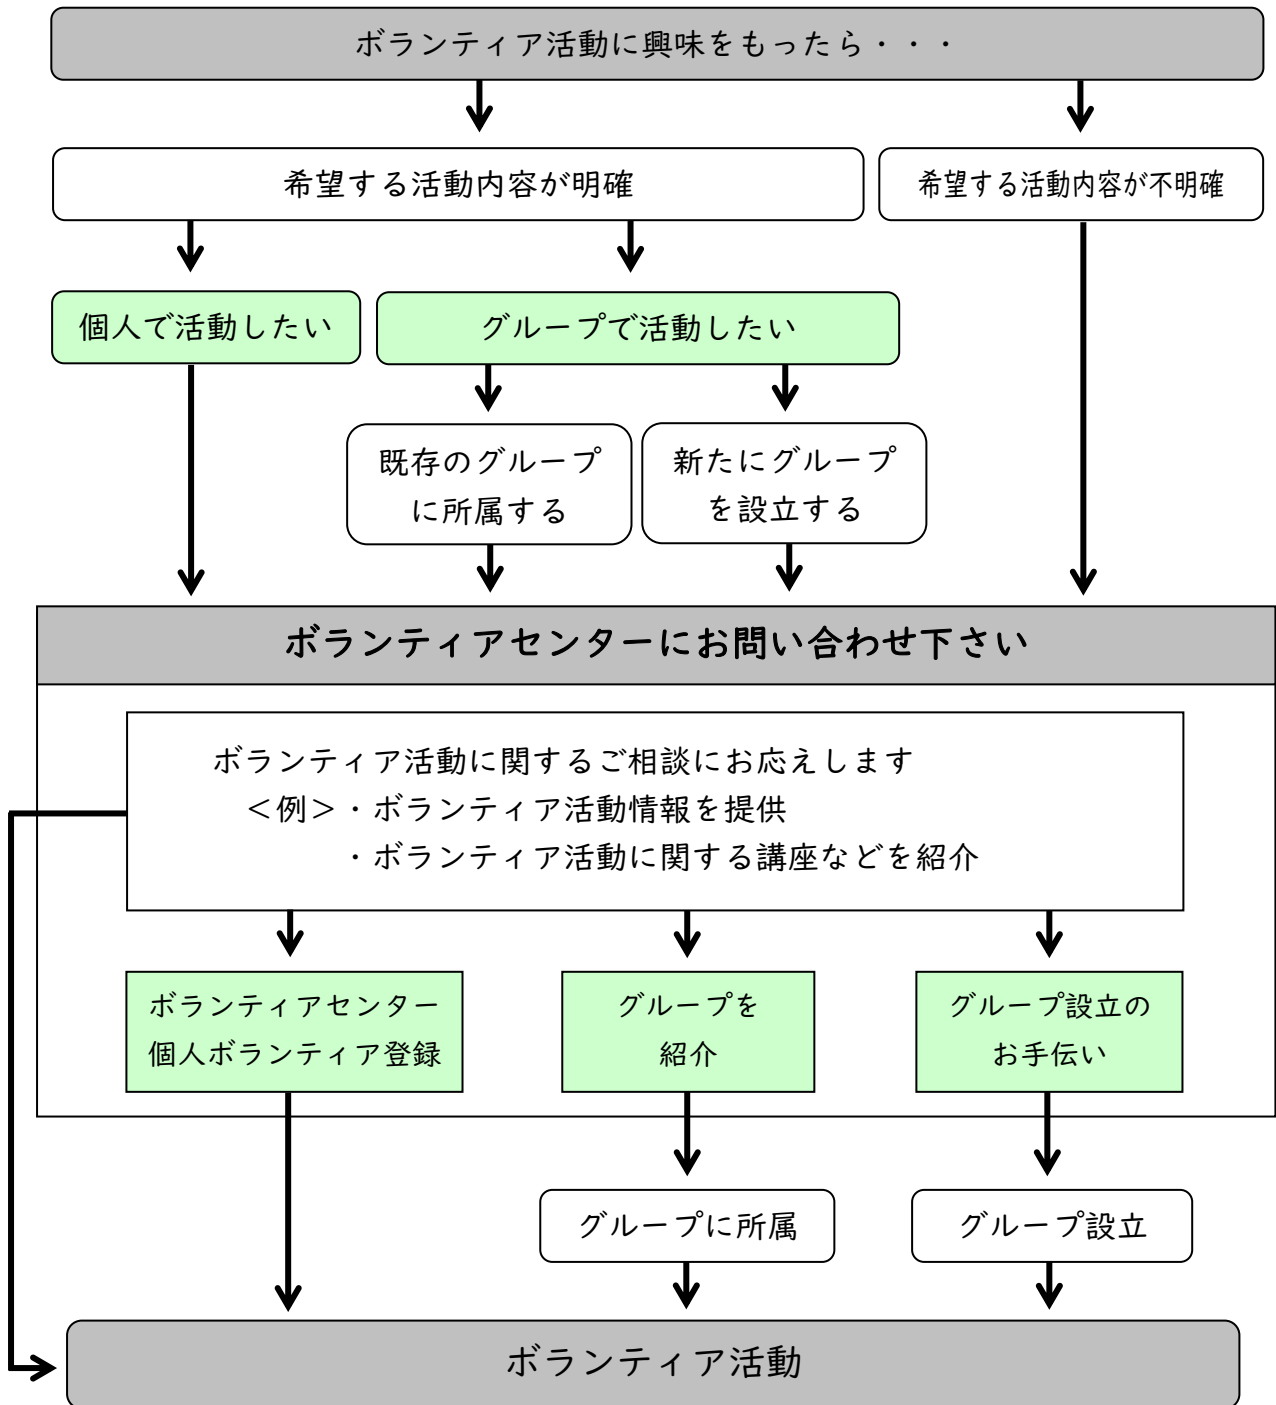 ボランティア活動に興味をもったら・・・
希望する活動内容が明確
希望する活動内容が不明確
個人で活動したい
グループで活動したい
既存のグループ
に所属する
新たにグループ
を設立する
ボランティアセンターにお問い合わせ下さい
ボランティア活動に関するご相談にお応えします
＜例＞・ボランティア活動情報を提供
・ボランティア活動に関する講座などを紹介
ボランティアセンター
個人ボランティア登録
グループを
紹介
グループ設立の
お手伝い
グループに所属
グループ設立
ボランティア活動